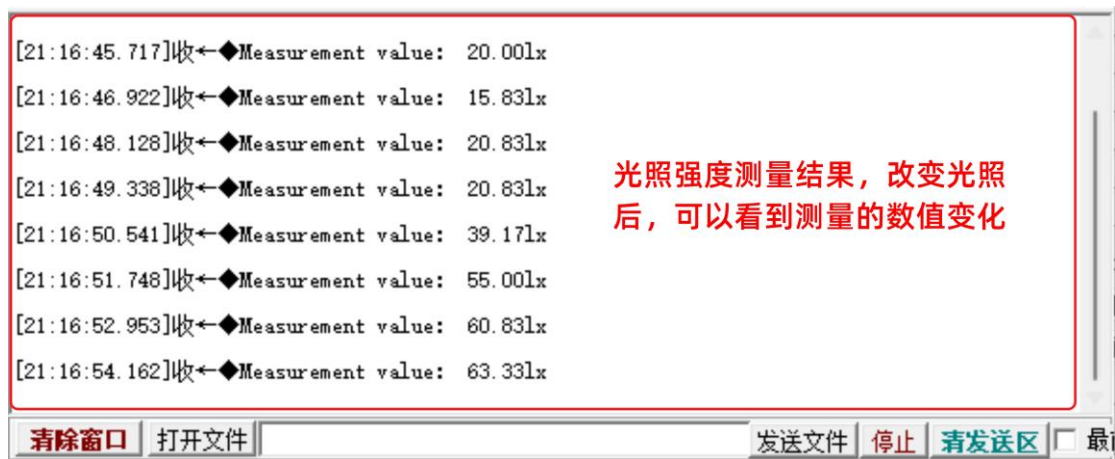 [21:16:45.717]收←◆Measurement value: 20.00lx
[21:16:46.922]收←◆Measurement value: 15.83lx
[21:16:48.128]收←◆Measurement value: 20.83lx
[21:16:49.338]收←◆Measurement value: 20.83lx
[21:16:50.541]收←◆Measurement value: 39.17lx
[21:16:51.748]收←◆Measurement value: 55.00lx
[21:16:52.953]收←◆Measurement value: 60.83lx
[21:16:54.162]收←◆Measurement value: 63.33lx
光照强度测量结果，改变光照
后，可以看到测量的数值变化
清除窗口 打开文件 发送文件 停止 清发送区 最